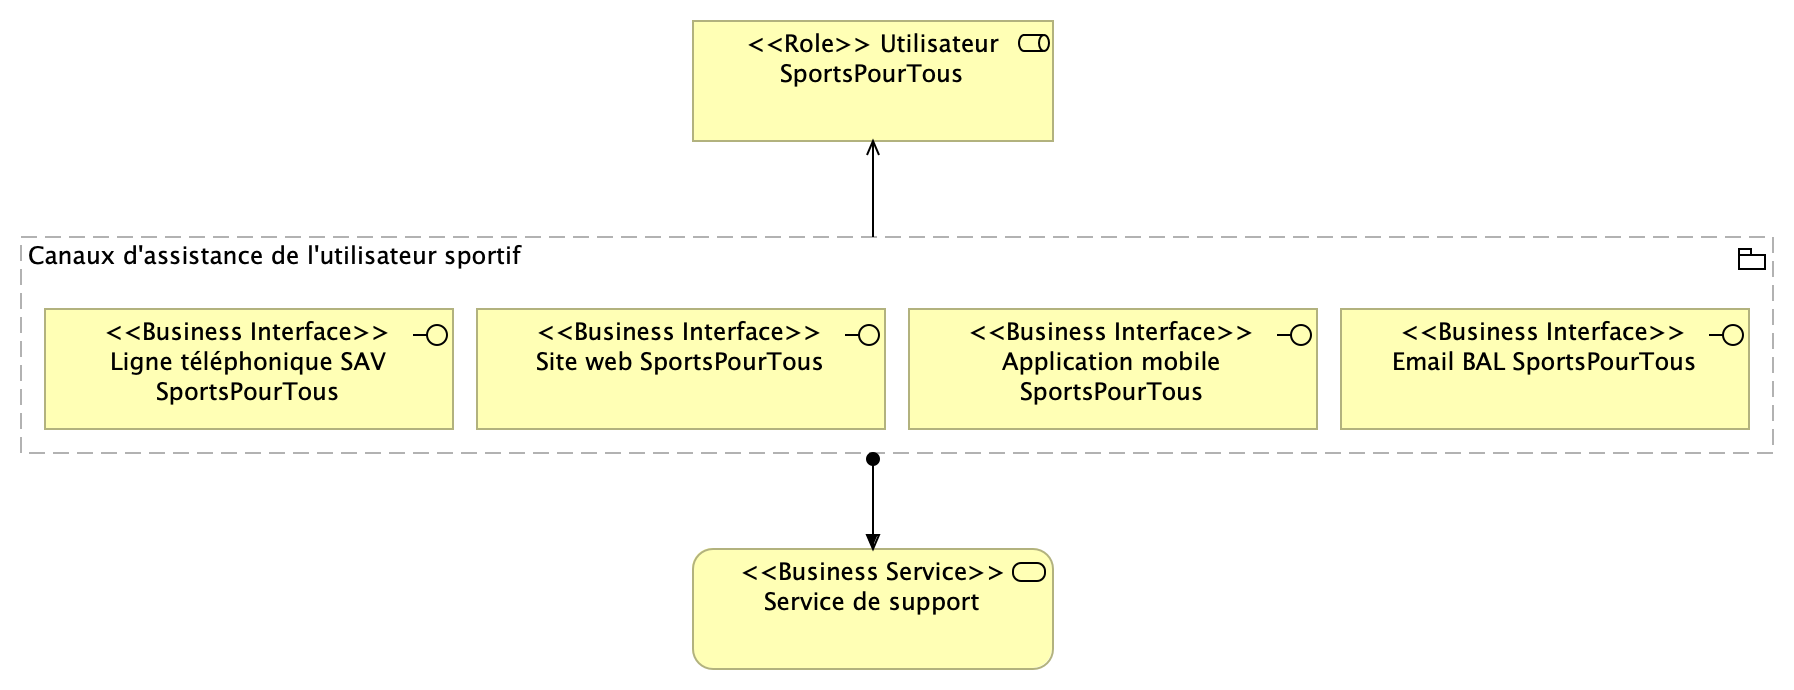 <<Role>> Utilisateur
SportsPourTous
Canaux d'assistance de l'utilisateur sportif
<<Business Interface>>
Ligne téléphonique SAV
SportsPourTous
<<Business Interface>>
Site web SportsPourTous
<<Business Interface>>
Application mobile
SportsPourTous
<<Business Interface>>
Email BAL SportsPourTous
<<Business Service>>
Service de support